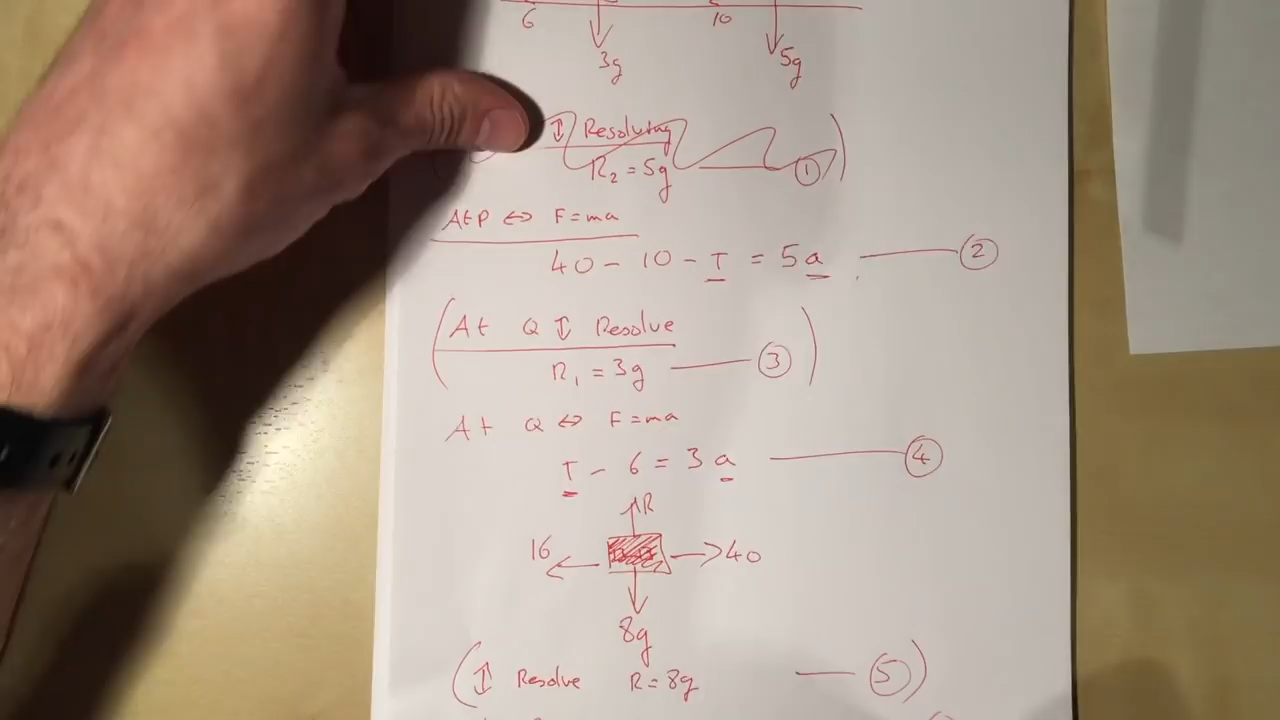 6 10
3g 5g
↕ Resolving
R₂ = 5g ①
At P ↔ F=ma
40 - 10 - T = 5a ②
(At Q ↕ Resolve
R₁ = 3g ③)
At Q ↔ F=ma
T - 6 = 3a ④
R
16 40
8g
(↕ Resolve R=8g ⑤)